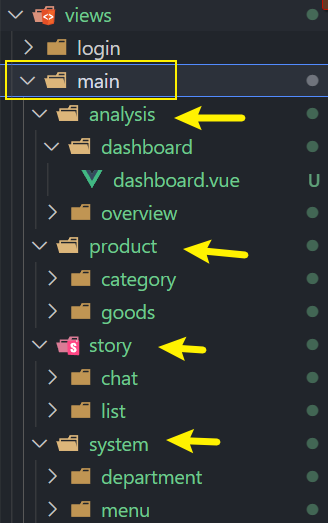 views
login
main
analysis
dashboard
dashboard.vue U
overview
product
category
goods
story
chat
list
system
department
menu